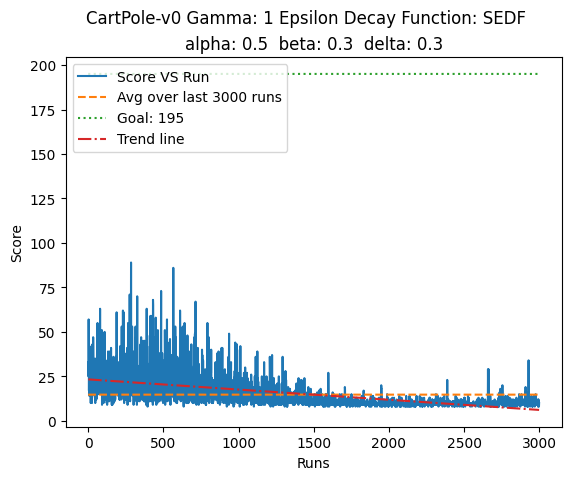 CartPole-v0 Gamma: 1 Epsilon Decay Function: SEDF
alpha: 0.5 beta: 0.3 delta: 0.3
Score VS Run
Avg over last 3000 runs
Goal: 195
Trend line
200
175
150
125
100
75
50
25
0
Score
0 500 1000 1500 2000 2500 3000
Runs